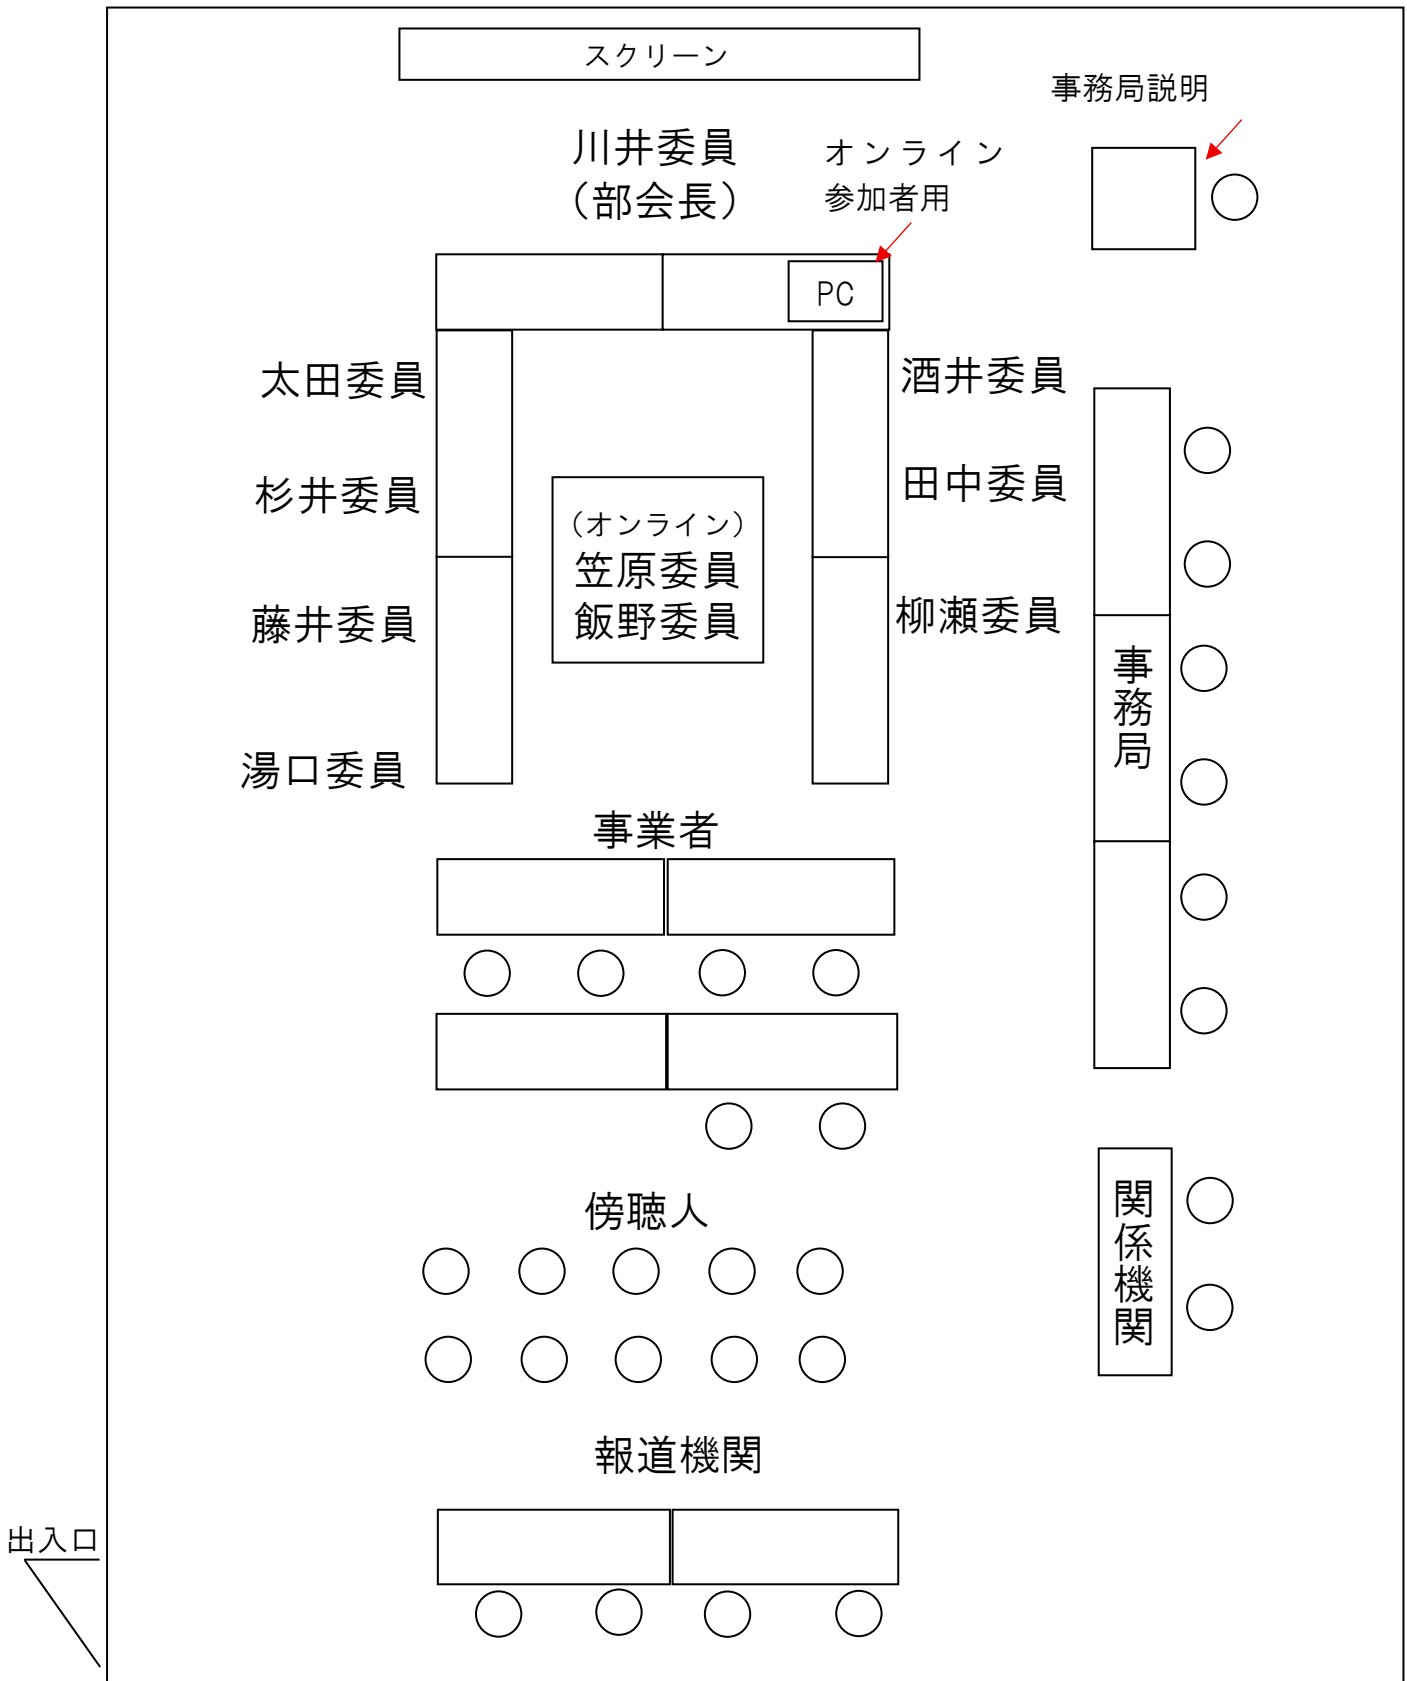 スクリーン
事務局説明
川井委員
（部会長）
オンライン
参加者用
PC
太田委員
酒井委員
杉井委員
田中委員
（オンライン）
笠原委員
飯野委員
藤井委員
柳瀬委員
事務局
湯口委員
事業者
傍聴人
関係機関
報道機関
出入口